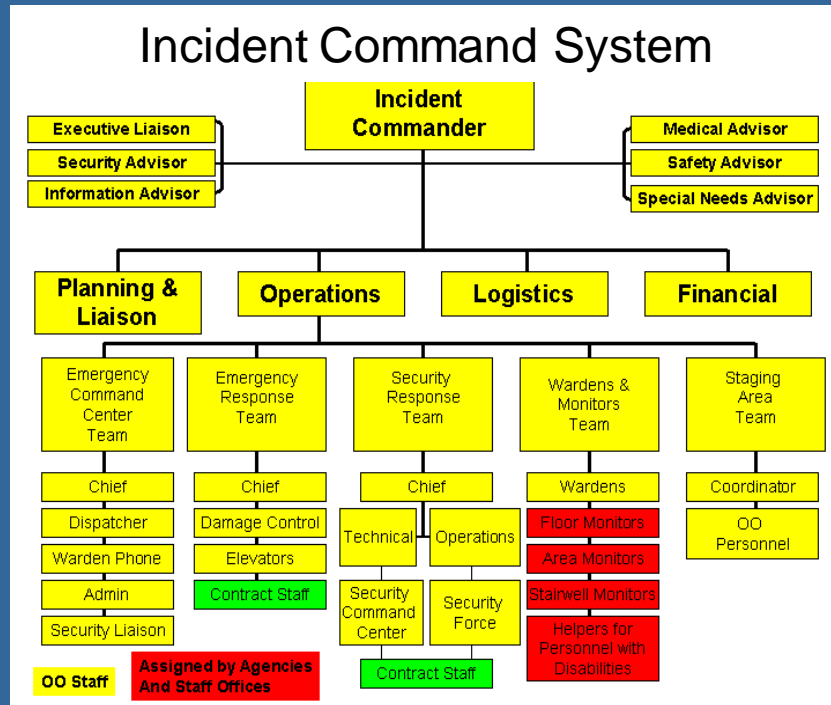 Incident Command System
Incident
Commander
Executive Liaison
Security Advisor
Information Advisor
Medical Advisor
Safety Advisor
Special Needs Advisor
Planning &
Liaison
Operations
Logistics
Financial
Emergency
Command
Center
Team
Chief
Dispatcher
Warden Phone
Admin
Security Liaison
Emergency
Response
Team
Chief
Damage Control
Elevators
Contract Staff
Security
Response
Team
Chief
Technical
Operations
Security
Command
Center
Security
Force
Contract Staff
Wardens &
Monitors
Team
Wardens
Floor Monitors
Area Monitors
Stairwell Monitors
Helpers for
Personnel with
Disabilities
Staging
Area
Team
Coordinator
OO
Personnel
OO Staff
Assigned by Agencies
And Staff Offices